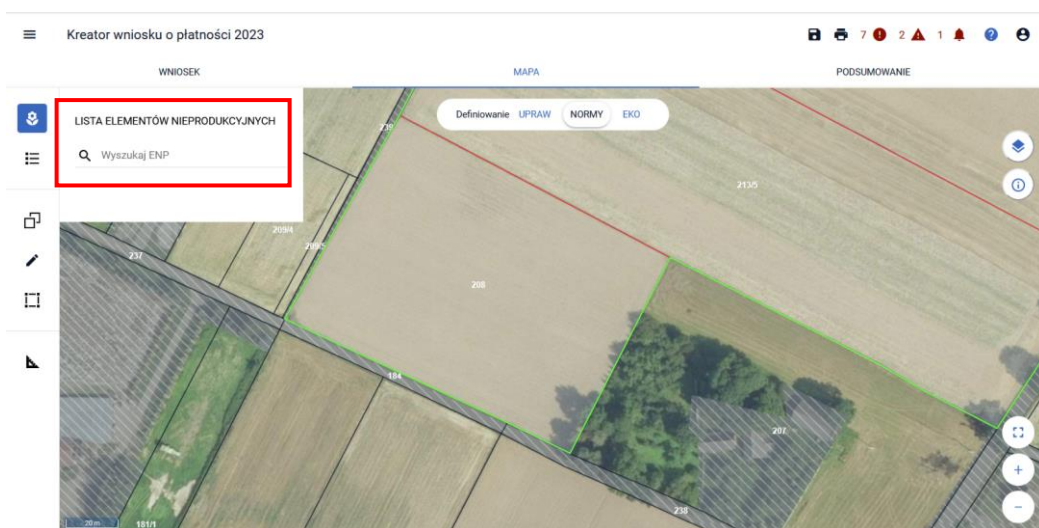 Kreator wniosku o płatności 2023
7 2 1
WNIOSEK
MAPA
PODSUMOWANIE
LISTA ELEMENTÓW NIEPRODUKCYJNYCH
Wyszukaj ENP
Definiowanie UPRAW NORMY EKO
239
213/5
209/4
237
208
184
207
238
20 m
181/1